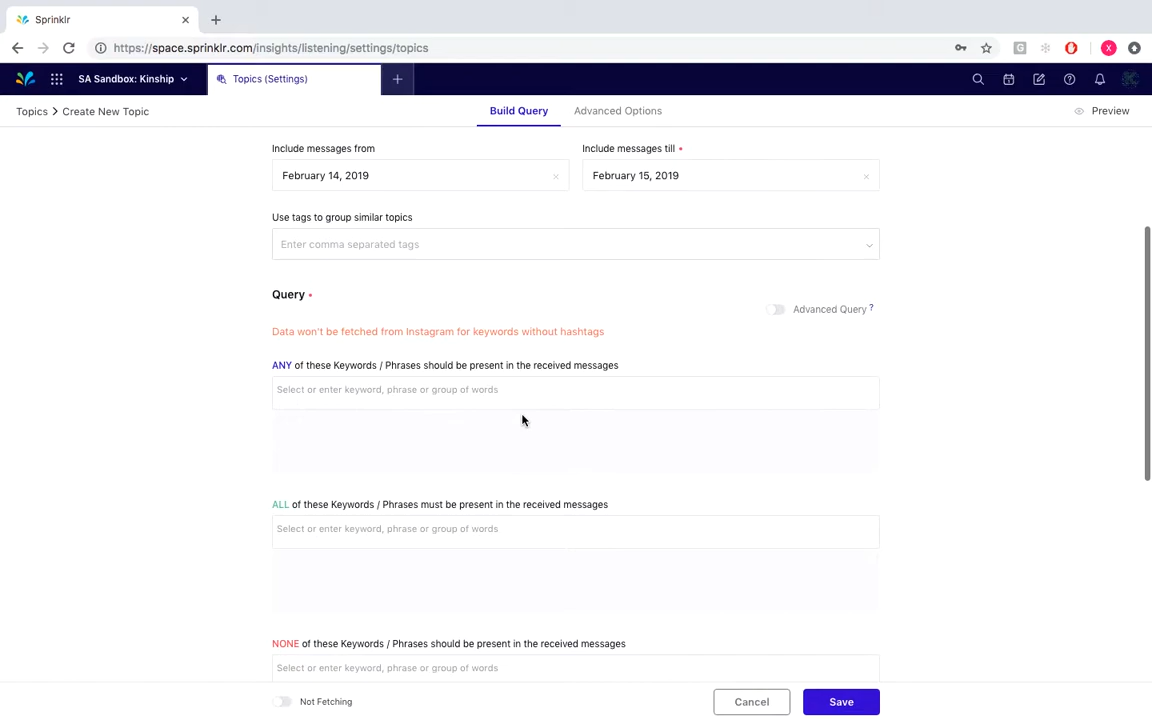 Sprinklr
https://space.sprinklr.com/insights/listening/settings/topics
G
X
SA Sandbox: Kinship
Topics (Settings)
Topics
Create New Topic
Build Query
Advanced Options
Preview
Include messages from
Include messages till •
February 14, 2019
February 15, 2019
Use tags to group similar topics
Enter comma separated tags
Query •
Advanced Query ?
Data won't be fetched from Instagram for keywords without hashtags
ANY of these Keywords / Phrases should be present in the received messages
Select or enter keyword, phrase or group of words
ALL of these Keywords / Phrases must be present in the received messages
Select or enter keyword, phrase or group of words
NONE of these Keywords / Phrases should be present in the received messages
Select or enter keyword, phrase or group of words
Not Fetching
Cancel
Save